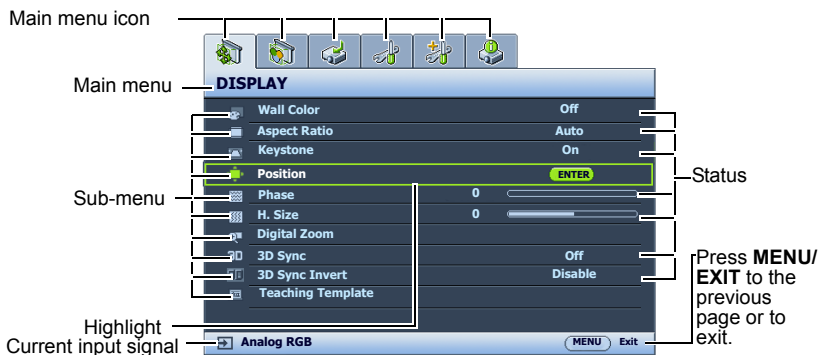 Main menu icon
Main menu
DISPLAY
Wall Color Off
Aspect Ratio Auto
Keystone On
Position ENTER
Status
Sub-menu
Phase 0
H. Size 0
Digital Zoom
3D 3D Sync Off
3D Sync Invert Disable
Teaching Template
Press MENU/
EXIT to the
previous
page or to
exit.
Highlight
Current input signal
Analog RGB MENU Exit